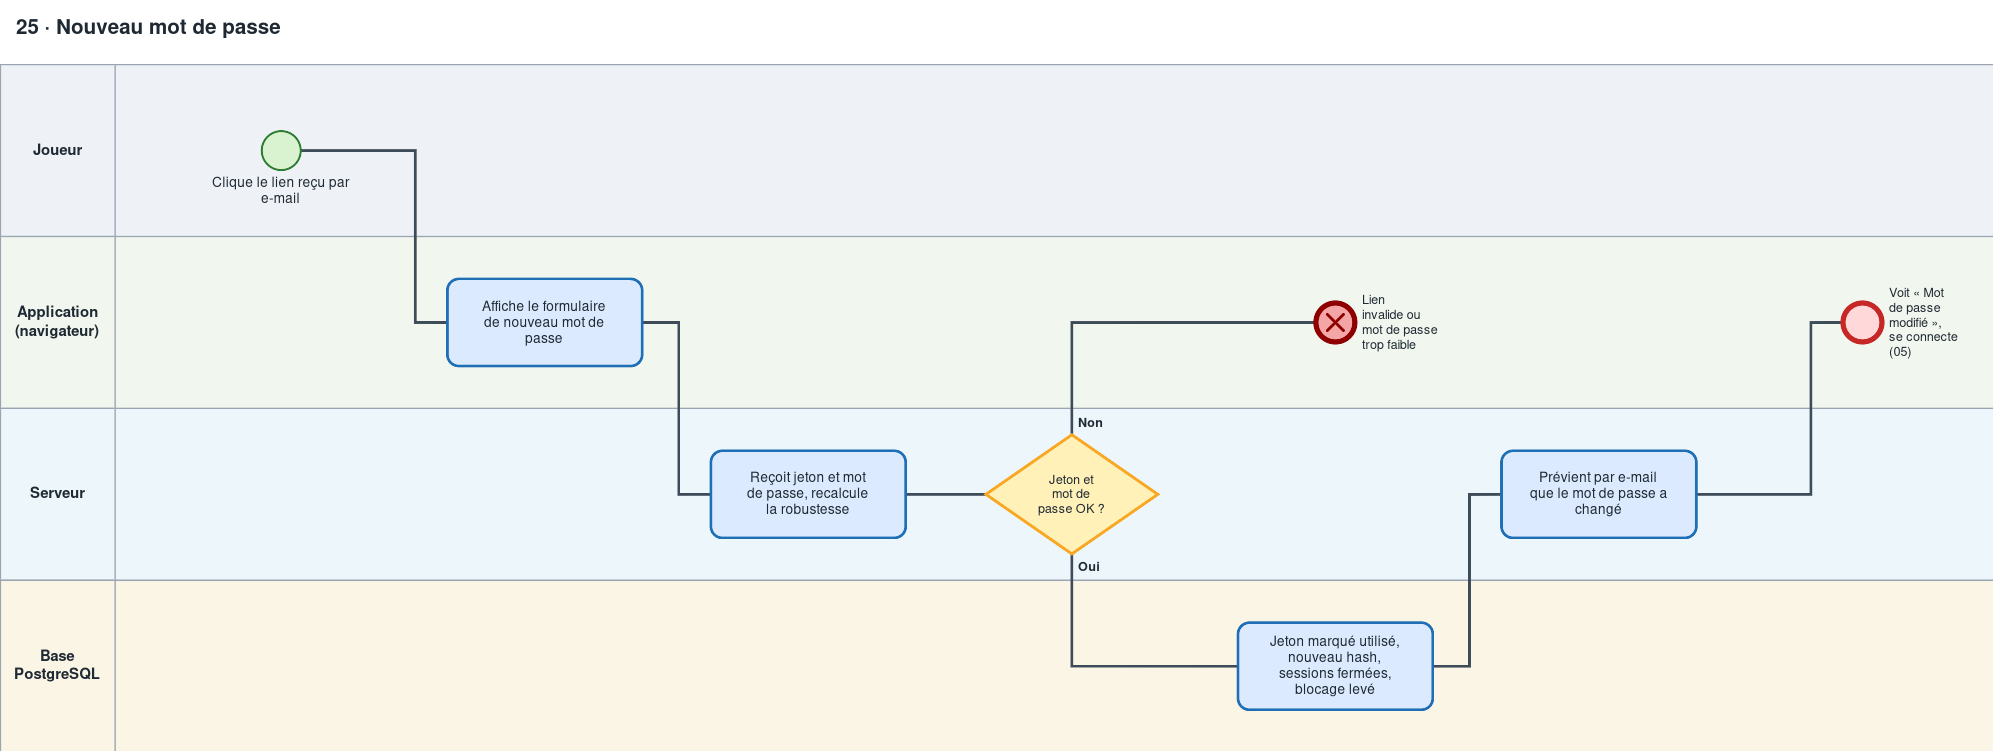 25 · Nouveau mot de passe
Joueur
Clique le lien reçu par
e-mail
Application
(navigateur)
Affiche le formulaire
de nouveau mot de
passe
Lien
invalide ou
mot de passe
trop faible
Voit « Mot
de passe
modifié »,
se connecte
(05)
Serveur
Reçoit jeton et mot
de passe, recalcule
la robustesse
Non
Jeton et
mot de
passe OK ?
Oui
Prévient par e-mail
que le mot de passe a
changé
Base
PostgreSQL
Jeton marqué utilisé,
nouveau hash,
sessions fermées,
blocage levé